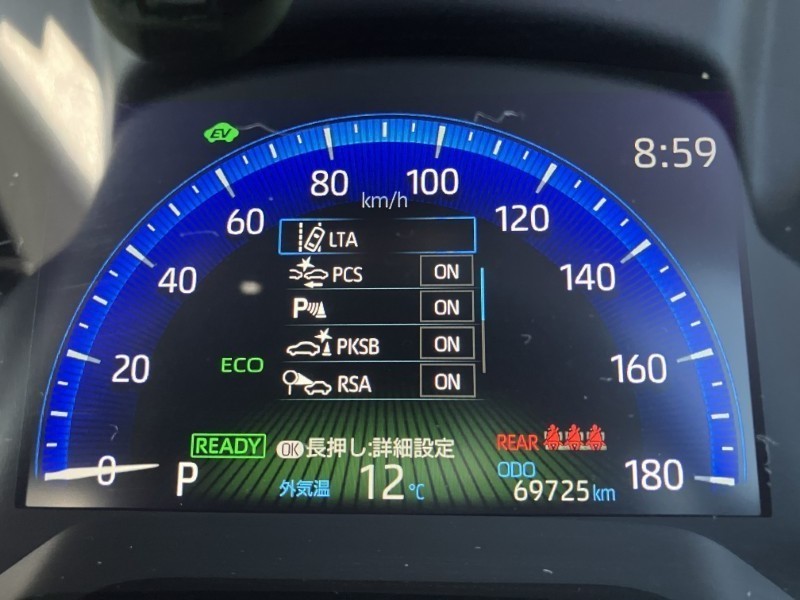 EV
8:59
80
100
km/h
60
120
LTA
40
PCS ON
140
P ON
20
ECO
PKSB ON
160
RSA ON
READY
OK 長押し:詳細設定
REAR
0
P
外気温 12℃
ODO
69725km
180